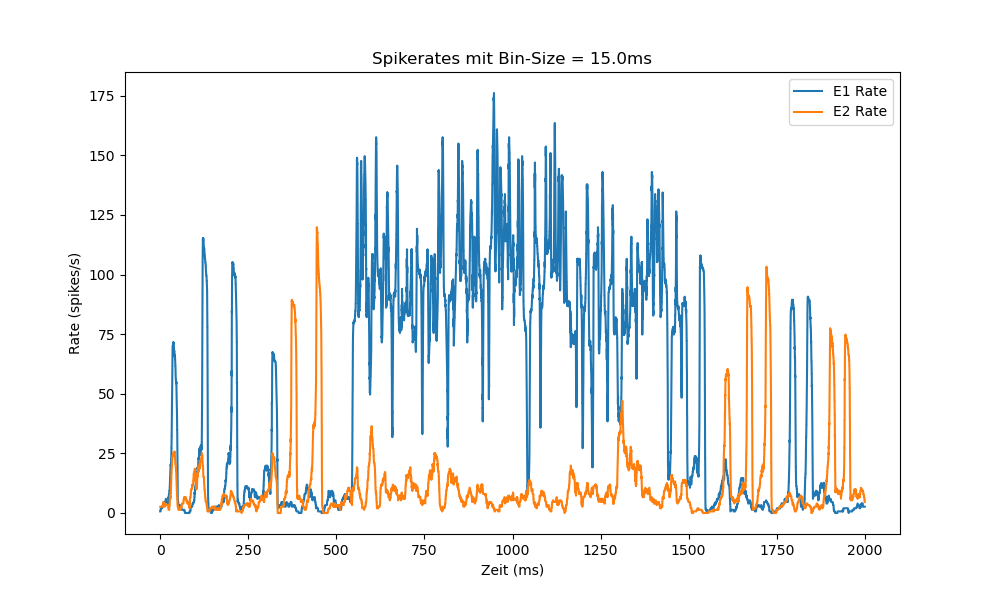 Spikerates mit Bin-Size = 15.0ms
E1 Rate
E2 Rate
175
150
125
100
75
50
25
0
Rate (spikes/s)
0 250 500 750 1000 1250 1500 1750 2000
Zeit (ms)